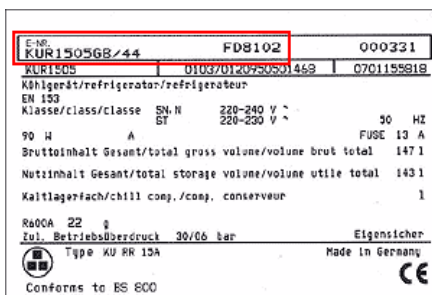 E-NR.
KUR1505GB/44 FD8102 000331
KUR1505 010370120950501468 0701155818
Kühlgerät/refrigerator/refrigerateur
EN 153
Klasse/class/classe SN,N 220-240 V ~
ST 220-230 V ~ 50 HZ
90 W A FUSE 13 A
Bruttoinhalt Gesamt/total gross volume/volume brut total 147 l
Nutzinhalt Gesamt/total storage volume/volume utile total 143 l
Kaltlagerfach/chill comp./comp. conserveur l
R600A 22 g
Zul. Betriebsüberdruck 30/06 bar Eigensicher
Type KU RR 15A Made in Germany
CE
Conforms to BS 800